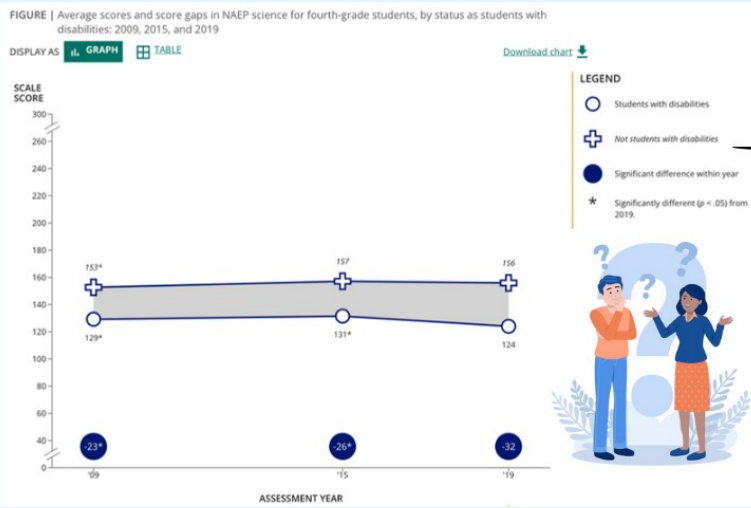 FIGURE | Average scores and score gaps in NAEP science for fourth-grade students, by status as students with
disabilities: 2009, 2015, and 2019
DISPLAY AS GRAPH TABLE Download chart
SCALE
SCORE
300
260
240
220
200
180
160
140
120
100
80
60
40
0
153* 157 156
129* 131* 124
-23* -26* -32
'09 '15 '19
ASSESSMENT YEAR
LEGEND
Students with disabilities
Not students with disabilities
Significant difference within year
* Significantly different (p < .05) from
2019.
? ? ?
?